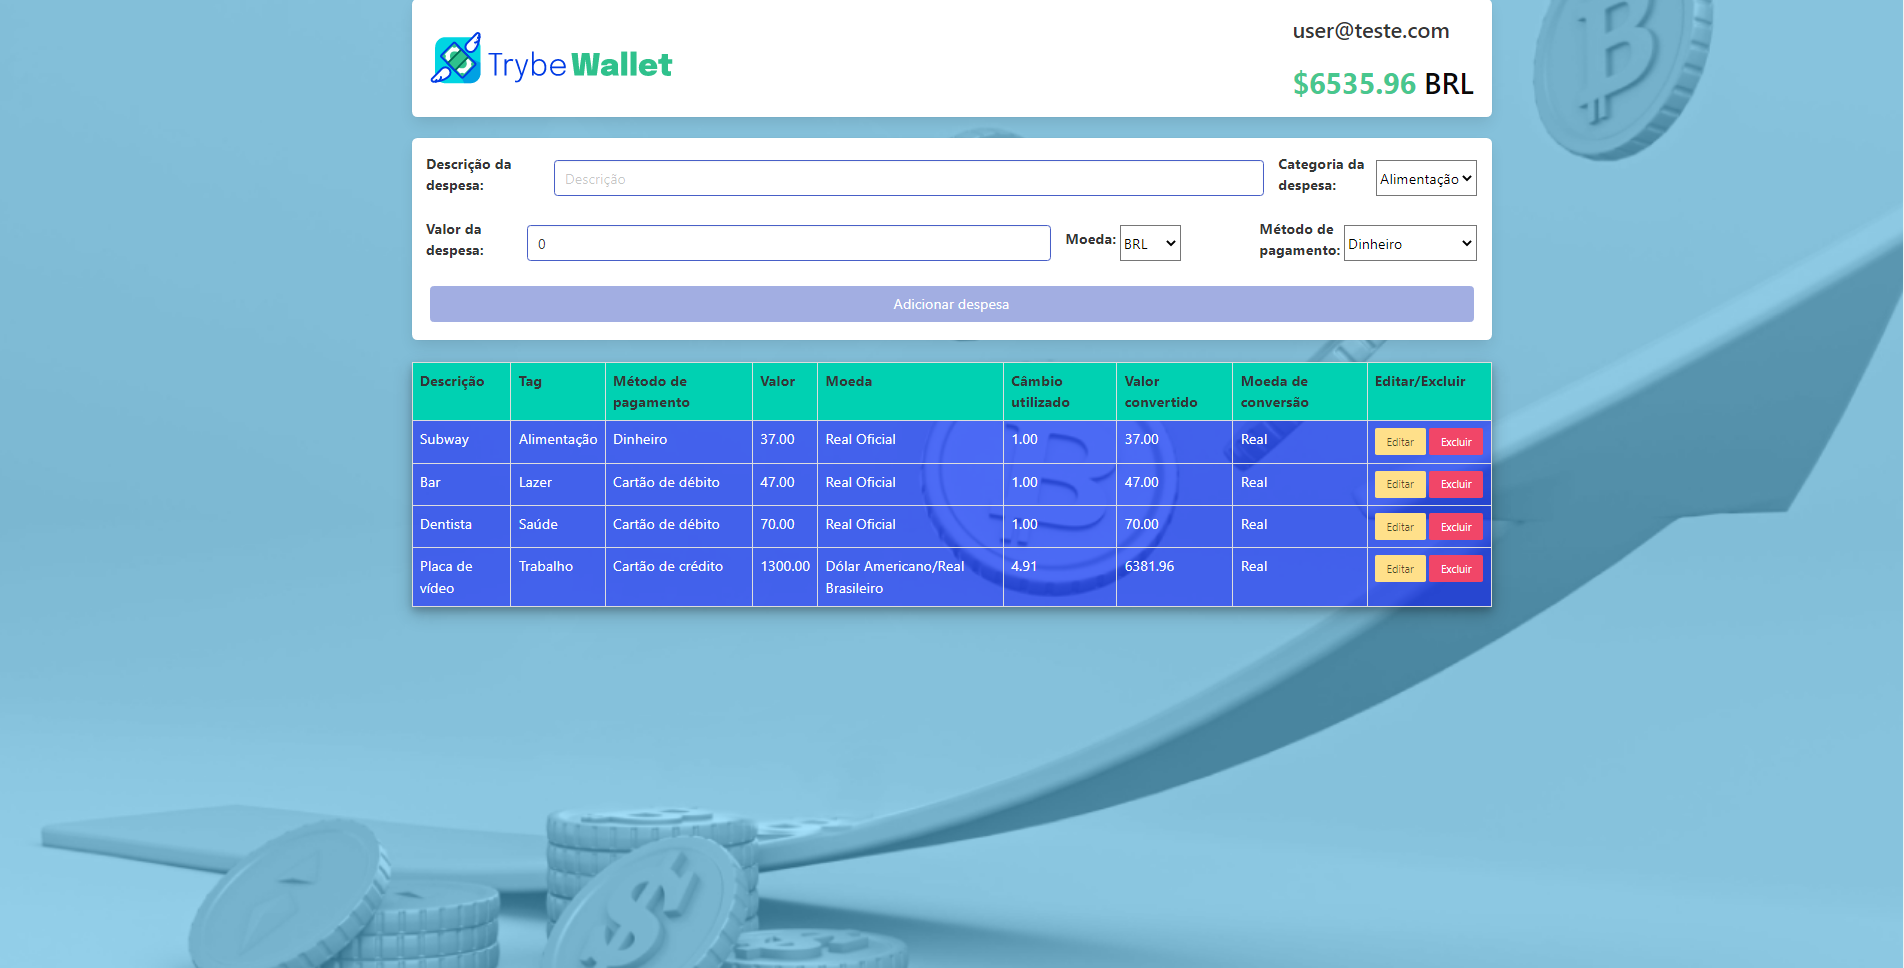 Trybe Wallet
user@teste.com
$6535.96 BRL
Descrição da
despesa:
Descrição
Categoria da
despesa:
Alimentação
Valor da
despesa:
0
Moeda: BRL
Método de
pagamento:
Dinheiro
Adicionar despesa
Descrição Tag Método de pagamento Valor Moeda Câmbio utilizado Valor convertido Moeda de conversão Editar/Excluir
Subway Alimentação Dinheiro 37.00 Real Oficial 1.00 37.00 Real Editar Excluir
Bar Lazer Cartão de débito 47.00 Real Oficial 1.00 47.00 Real Editar Excluir
Dentista Saúde Cartão de débito 70.00 Real Oficial 1.00 70.00 Real Editar Excluir
Placa de vídeo Trabalho Cartão de crédito 1300.00 Dólar Americano/Real Brasileiro 4.91 6381.96 Real Editar Excluir